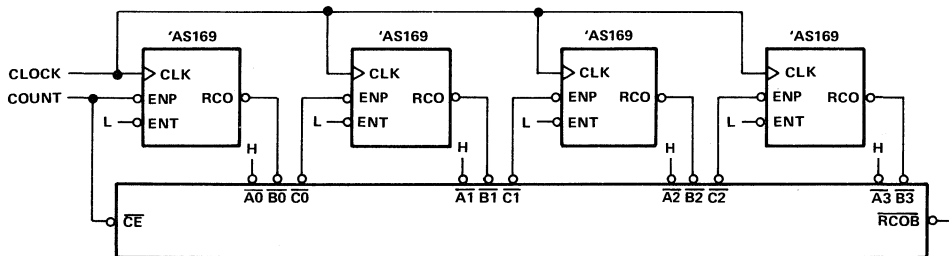 'AS169 'AS169 'AS169 'AS169
CLOCK CLK CLK CLK CLK
COUNT ENP RCO ENP RCO ENP RCO ENP RCO
L ENT L ENT L ENT L ENT
H H H H
A0 B0 C0 A1 B1 C1 A2 B2 C2 A3 B3
CE RCOB